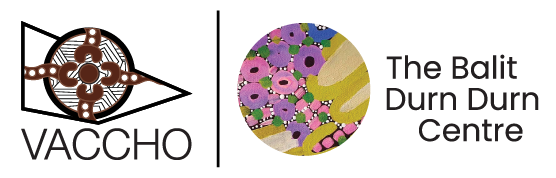 VACCHO
The Balit
Durn Durn
Centre